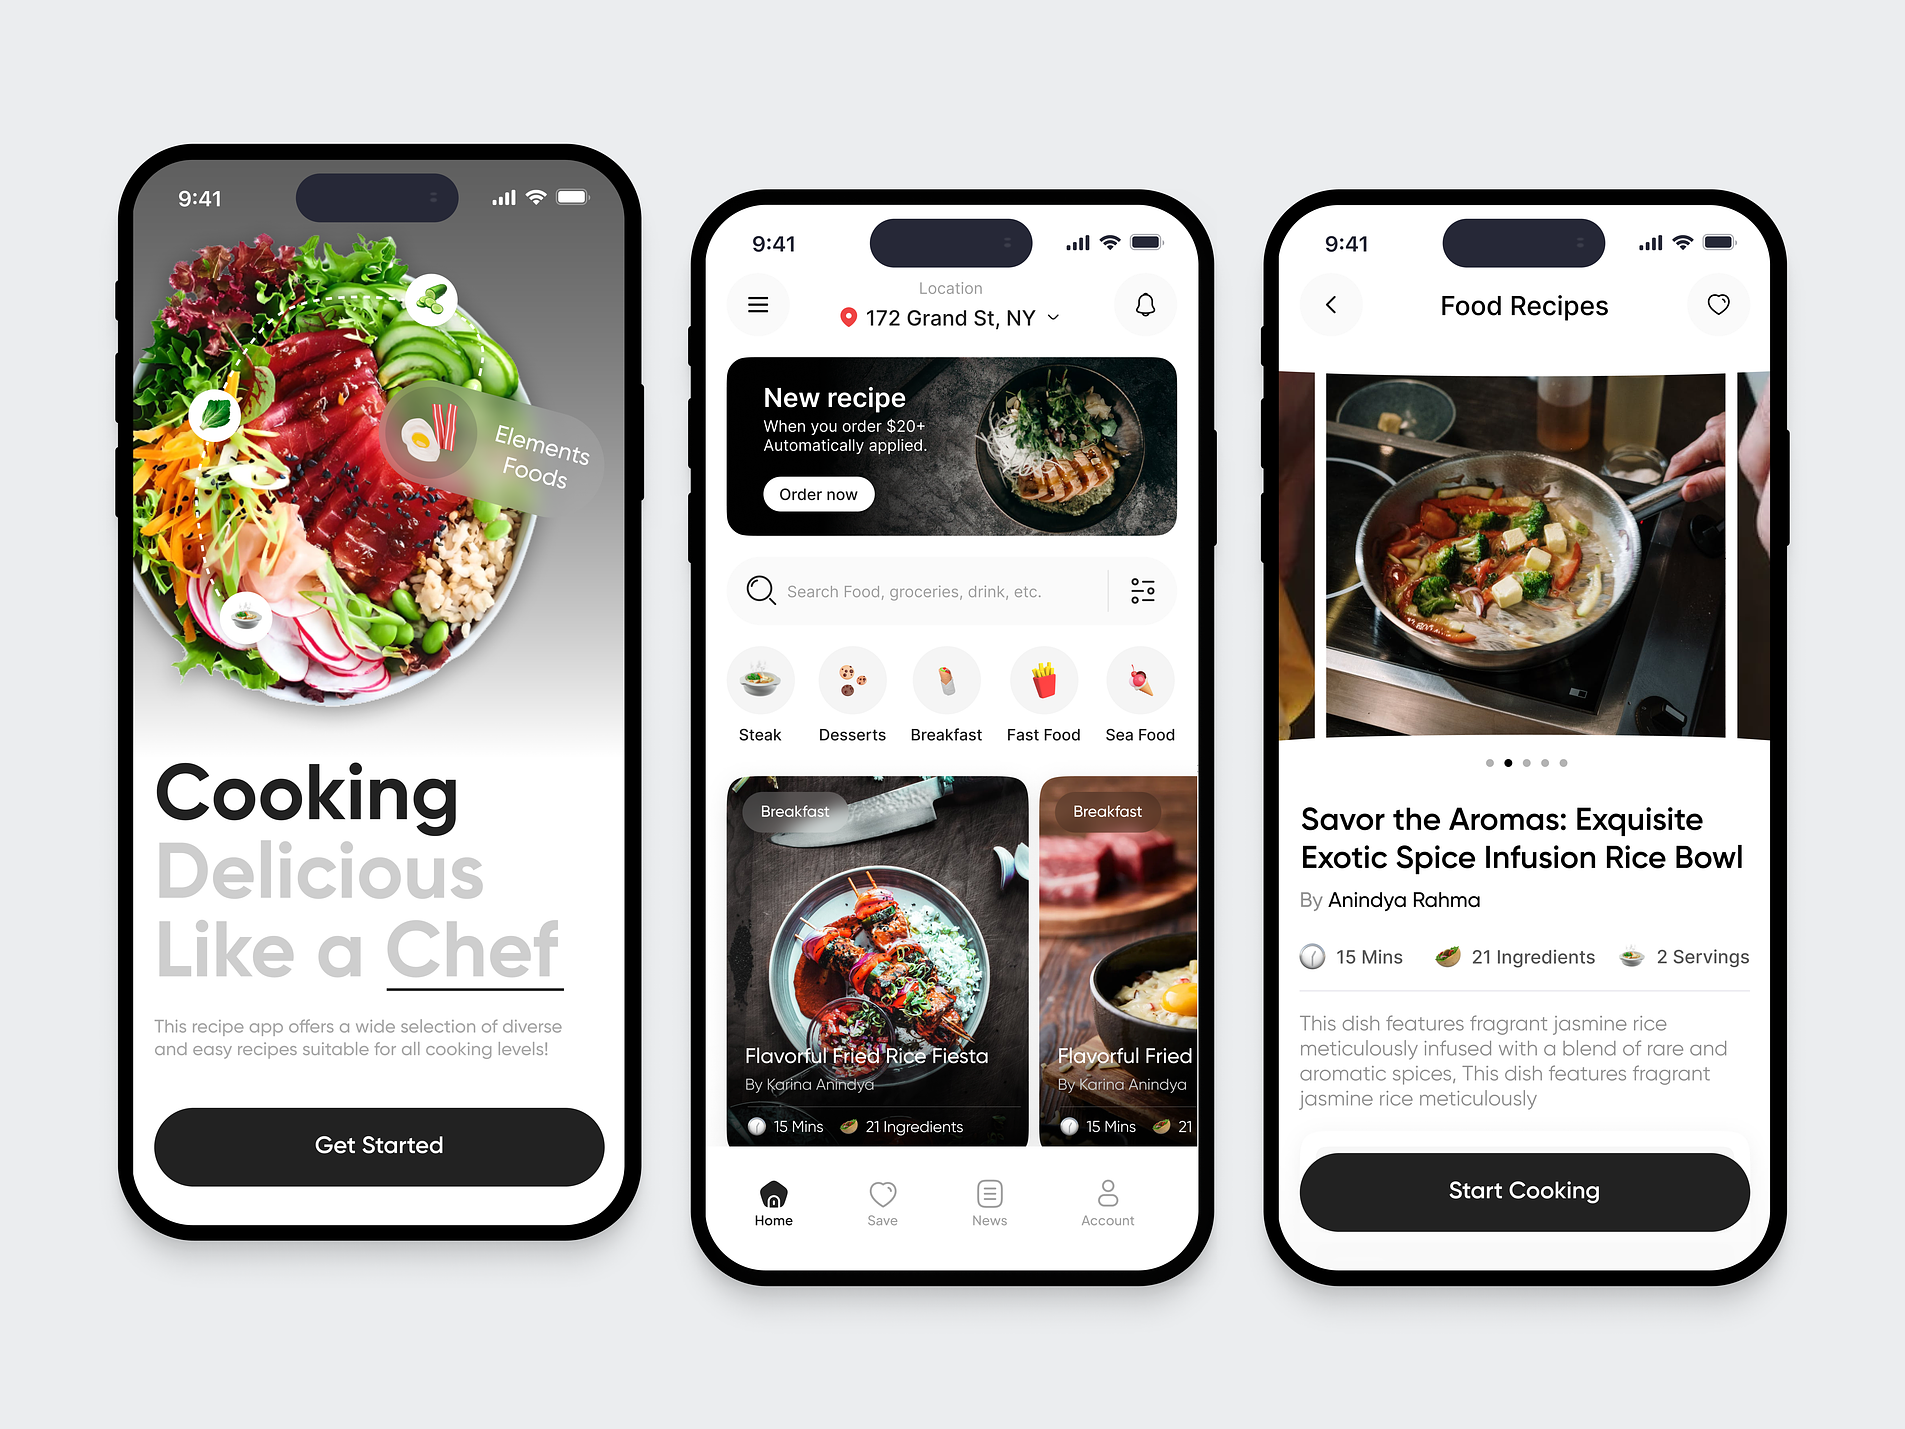 9:41
Elements
Foods
Cooking
Delicious
Like a Chef
This recipe app offers a wide selection of diverse
and easy recipes suitable for all cooking levels!
Get Started
9:41
Location
172 Grand St, NY
New recipe
When you order $20+
Automatically applied.
Order now
Search Food, groceries, drink, etc.
Steak Desserts Breakfast Fast Food Sea Food
Breakfast
Flavorful Fried Rice Fiesta
By Karina Anindya
15 Mins 21 Ingredients
Breakfast
Flavorful Fried
By Karina Anindya
15 Mins 21
Home Save News Account
9:41
Food Recipes
Savor the Aromas: Exquisite
Exotic Spice Infusion Rice Bowl
By Anindya Rahma
15 Mins 21 Ingredients 2 Servings
This dish features fragrant jasmine rice
meticulously infused with a blend of rare and
aromatic spices, This dish features fragrant
jasmine rice meticulously
Start Cooking